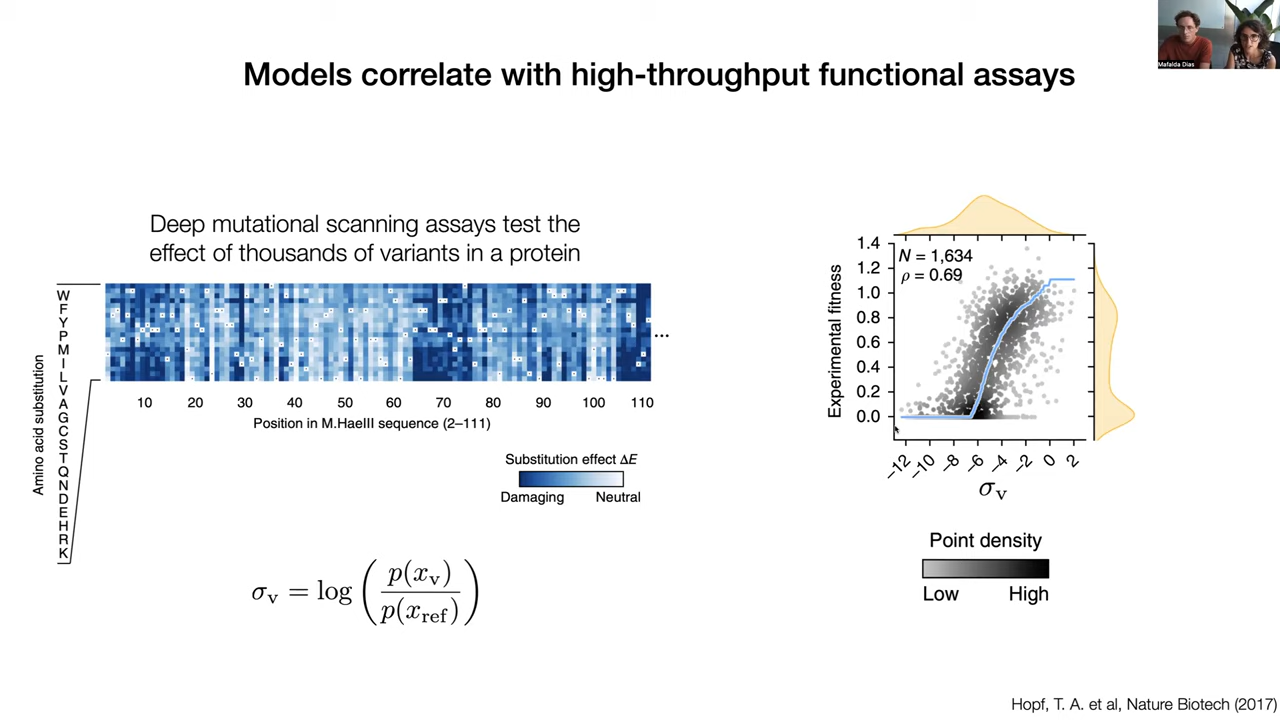 Mafalda Dias
Models correlate with high-throughput functional assays
Deep mutational scanning assays test the
effect of thousands of variants in a protein
Amino acid substitution
W
F
Y
P
M
I
L
V
A
G
C
S
T
Q
N
D
E
H
R
K
...
10 20 30 40 50 60 70 80 90 100 110
Position in M.HaeIII sequence (2–111)
Substitution effect ΔE
Damaging Neutral
σv = log ( p(xv) / p(xref) )
Experimental fitness
1.4
1.2
1.0
0.8
0.6
0.4
0.2
0.0
N = 1,634
ρ = 0.69
−12 −10 −8 −6 −4 −2 0 2
σv
Point density
Low High
Hopf, T. A. et al, Nature Biotech (2017)